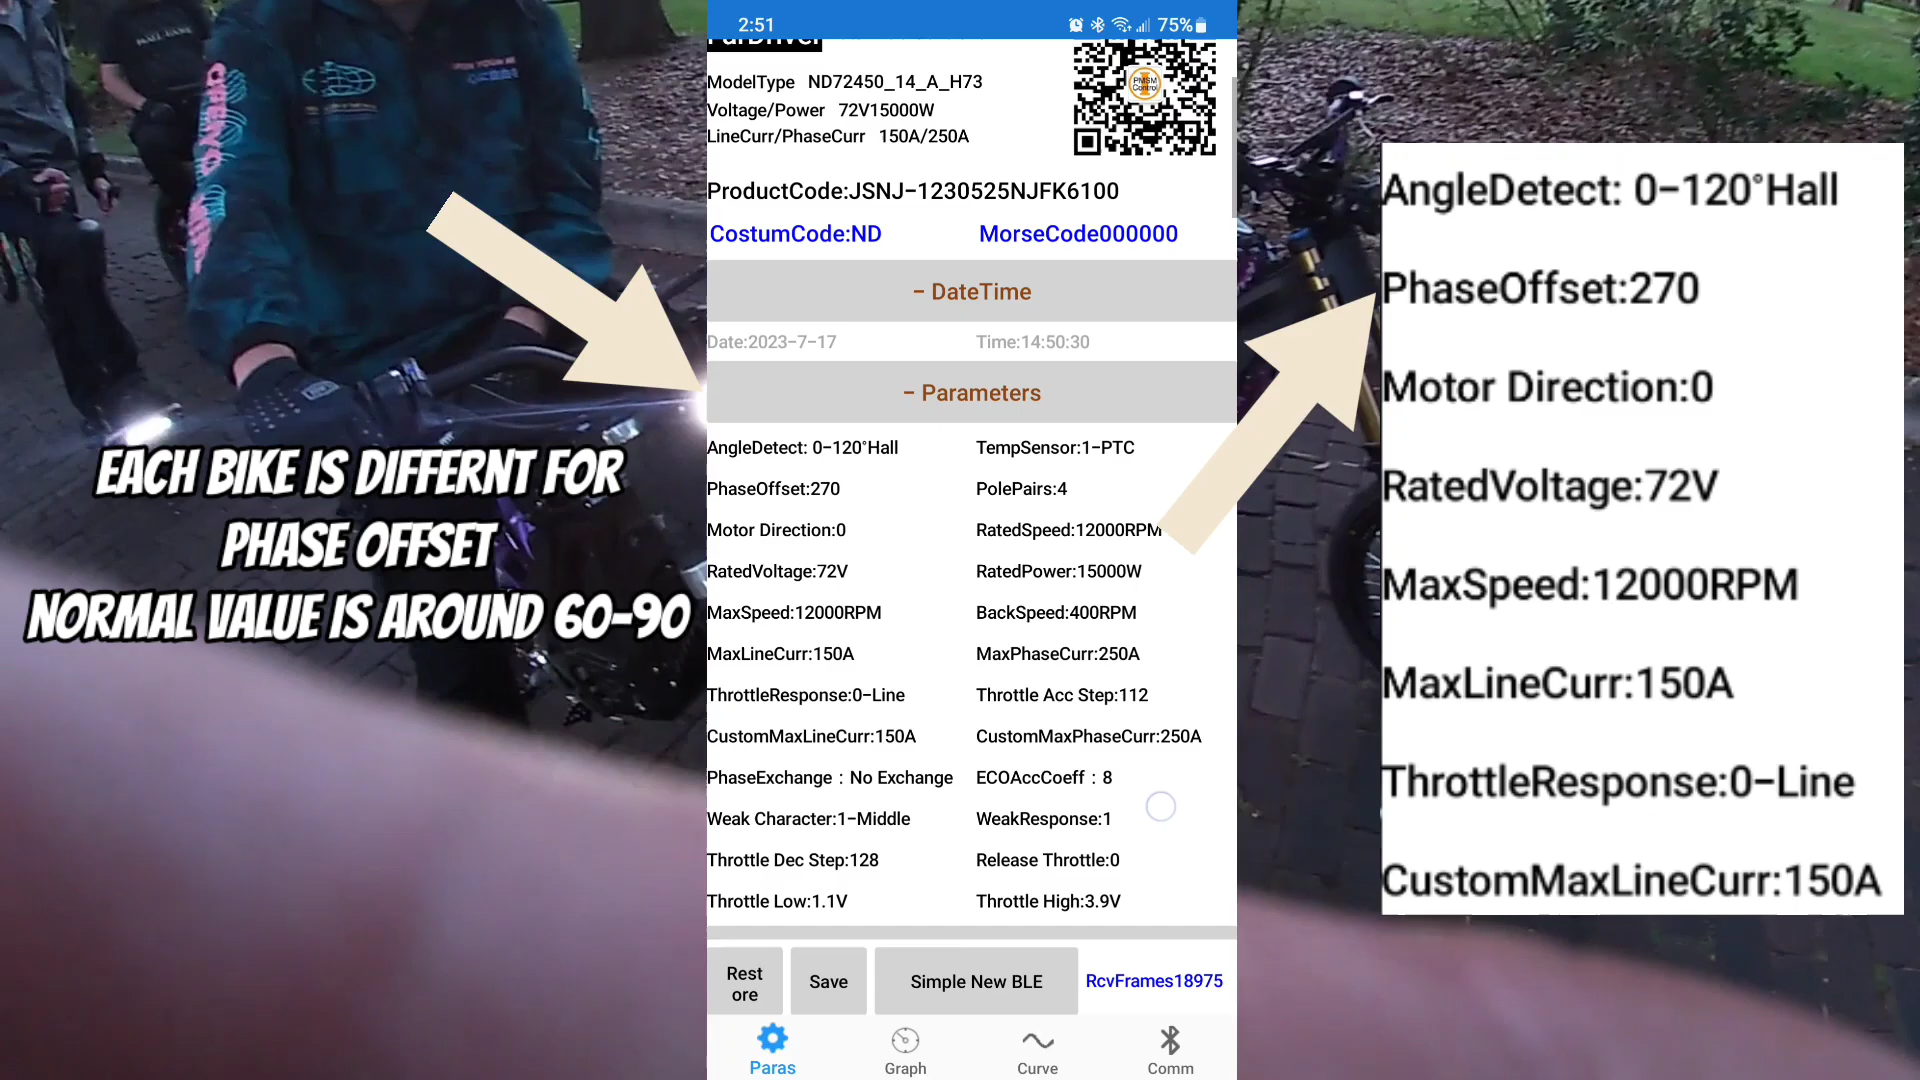 2:51
75%
FarDriver
ModelType ND72450_14_A_H73
Voltage/Power 72V15000W
LineCurr/PhaseCurr 150A/250A
PMSM
Control
ProductCode:JSNJ-1230525NJFK6100
CostumCode:ND MorseCode000000
- DateTime
Date:2023-7-17 Time:14:50:30
- Parameters
AngleDetect: 0-120°Hall TempSensor:1-PTC
PhaseOffset:270 PolePairs:4
Motor Direction:0 RatedSpeed:12000RPM
RatedVoltage:72V RatedPower:15000W
MaxSpeed:12000RPM BackSpeed:400RPM
MaxLineCurr:150A MaxPhaseCurr:250A
ThrottleResponse:0-Line Throttle Acc Step:112
CustomMaxLineCurr:150A CustomMaxPhaseCurr:250A
PhaseExchange : No Exchange ECOAccCoeff : 8
Weak Character:1-Middle WeakResponse:1
Throttle Dec Step:128 Release Throttle:0
Throttle Low:1.1V Throttle High:3.9V
Rest
ore
Save
Simple New BLE
RcvFrames18975
Paras Graph Curve Comm
EACH BIKE IS DIFFERNT FOR
PHASE OFFSET
NORMAL VALUE IS AROUND 60-90
AngleDetect: 0-120°Hall
PhaseOffset:270
Motor Direction:0
RatedVoltage:72V
MaxSpeed:12000RPM
MaxLineCurr:150A
ThrottleResponse:0-Line
CustomMaxLineCurr:150A